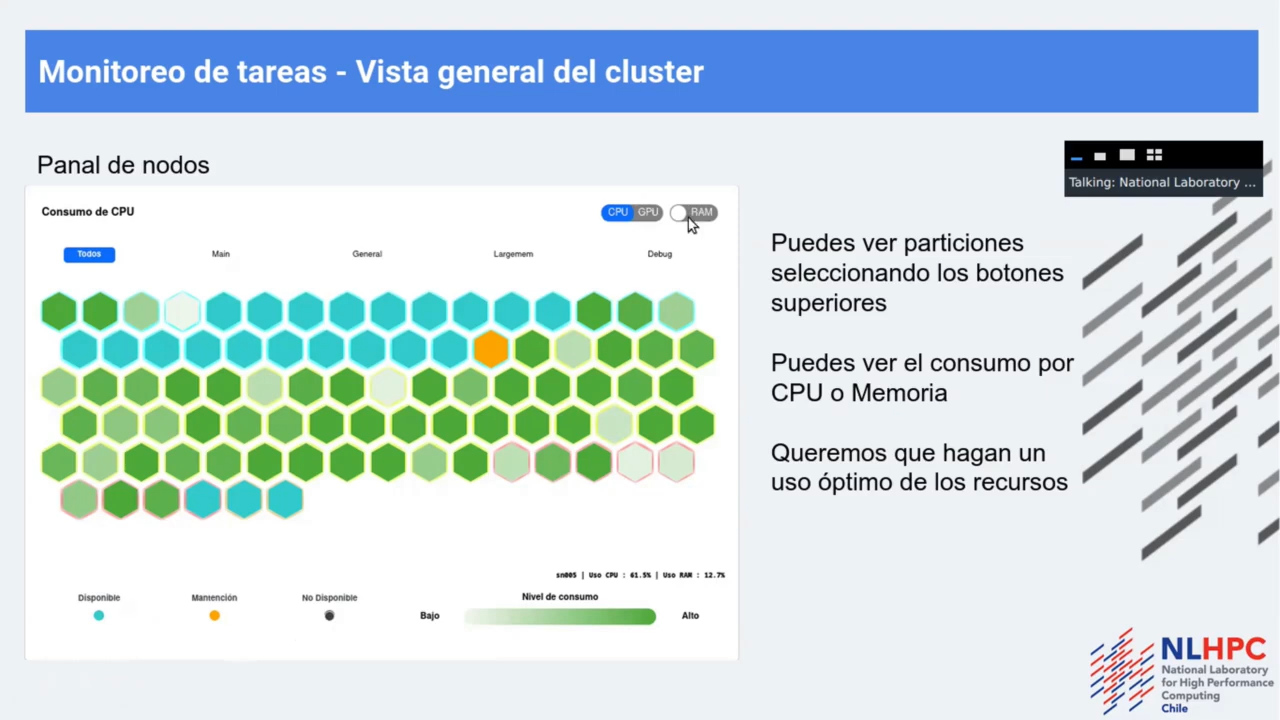 Monitoreo de tareas - Vista general del cluster
Panal de nodos
Talking: National Laboratory ...
Consumo de CPU
CPU GPU RAM
Todos Main General Largemem Debug
Puedes ver particiones
seleccionando los botones
superiores
Puedes ver el consumo por
CPU o Memoria
Queremos que hagan un
uso óptimo de los recursos
sn005 | Uso CPU : 61.5% | Uso RAM : 12.7%
Disponible Mantención No Disponible Nivel de consumo
Bajo Alto
NLHPC
National Laboratory
for High Performance
Computing
Chile